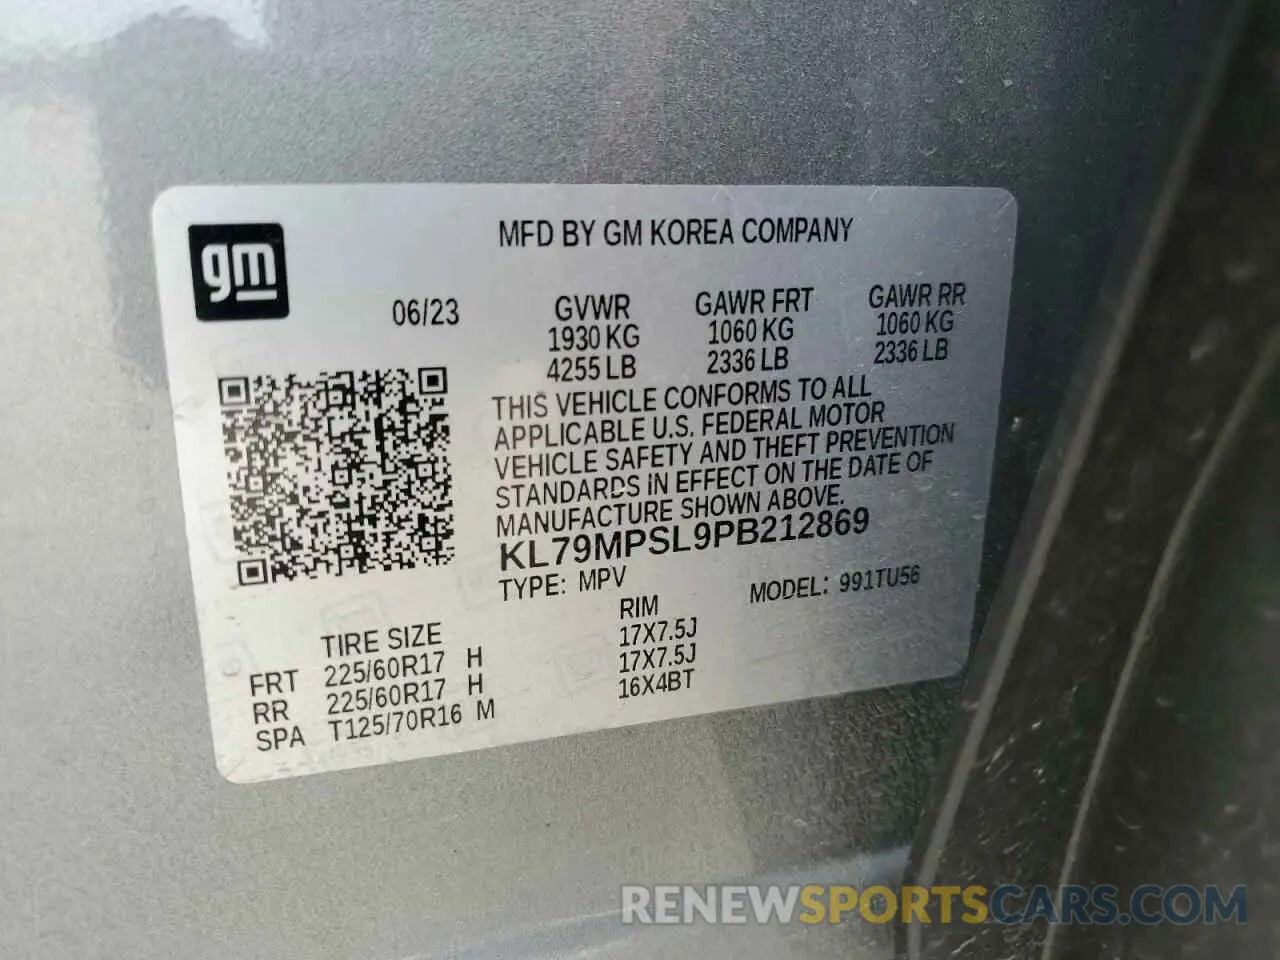 gm
MFD BY GM KOREA COMPANY
06/23
GVWR GAWR FRT GAWR RR
1930 KG 1060 KG 1060 KG
4255 LB 2336 LB 2336 LB
THIS VEHICLE CONFORMS TO ALL
APPLICABLE U.S. FEDERAL MOTOR
VEHICLE SAFETY AND THEFT PREVENTION
STANDARDS IN EFFECT ON THE DATE OF
MANUFACTURE SHOWN ABOVE.
KL79MPSL9PB212869
TYPE: MPV MODEL: 991TU56
TIRE SIZE RIM
FRT 225/60R17 H 17X7.5J
RR 225/60R17 H 17X7.5J
SPA T125/70R16 M 16X4BT
RENEWSPORTSCARS.COM